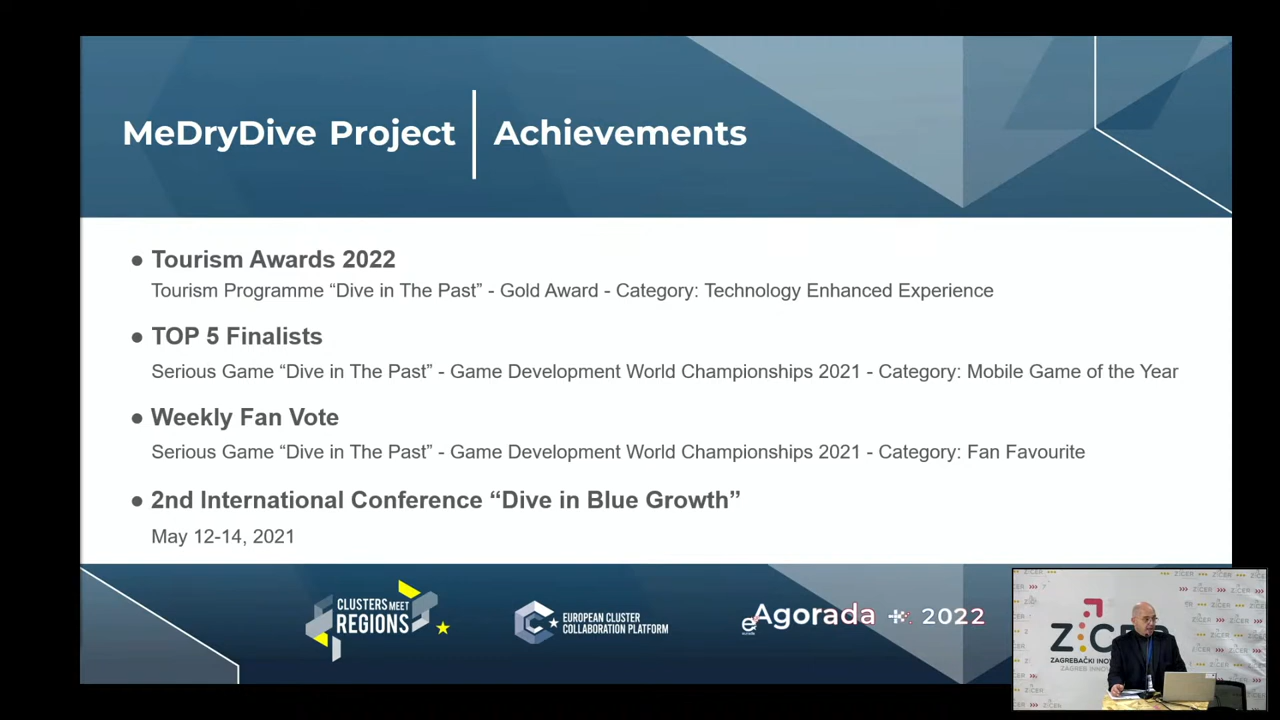 MeDryDive Project | Achievements
● Tourism Awards 2022
Tourism Programme “Dive in The Past” - Gold Award - Category: Technology Enhanced Experience
● TOP 5 Finalists
Serious Game “Dive in The Past” - Game Development World Championships 2021 - Category: Mobile Game of the Year
● Weekly Fan Vote
Serious Game “Dive in The Past” - Game Development World Championships 2021 - Category: Fan Favourite
● 2nd International Conference “Dive in Blue Growth”
May 12-14, 2021
CLUSTERS MEET
REGIONS
EUROPEAN CLUSTER
COLLABORATION PLATFORM
Agorada + 2022
ZICER
ZAGREBAČKI